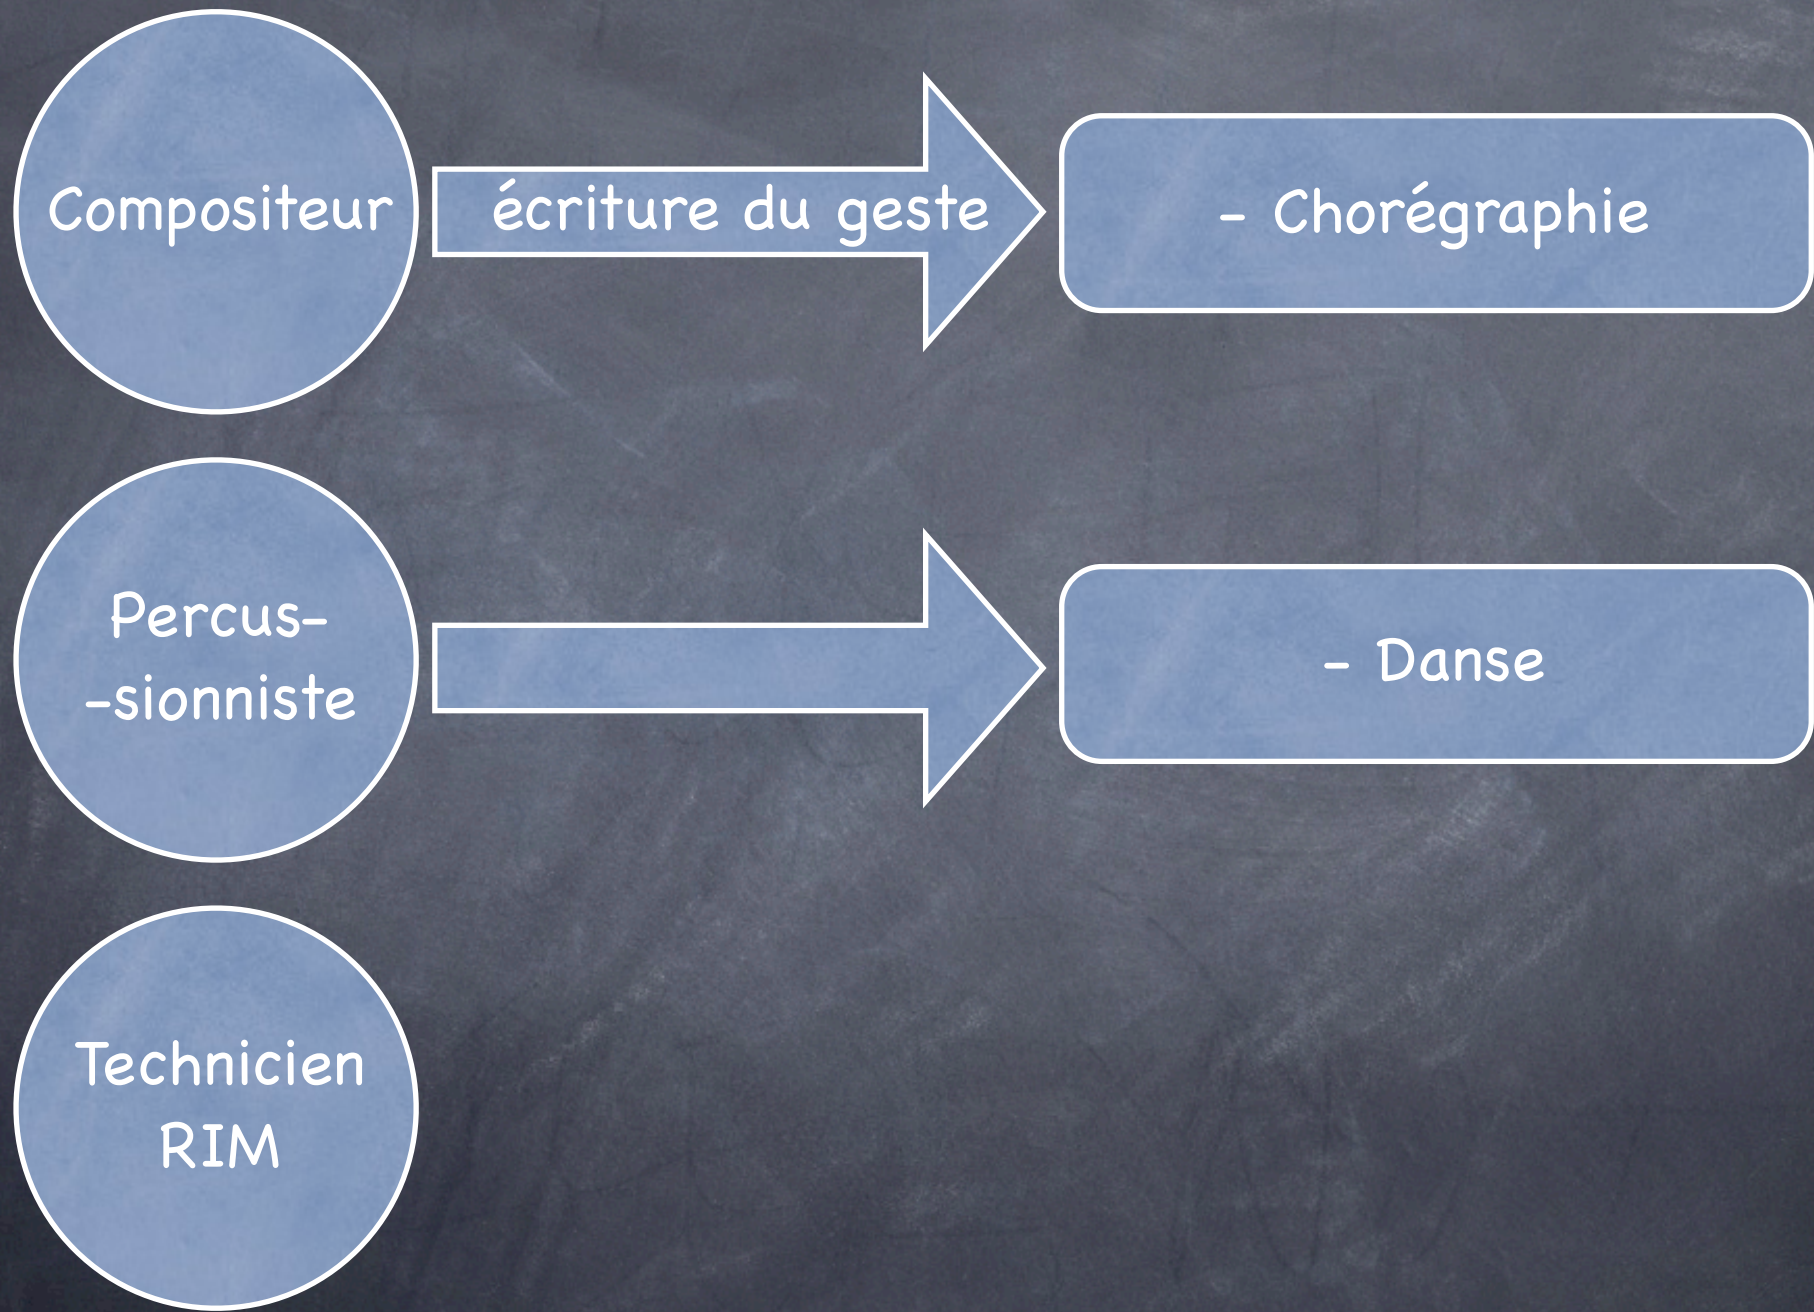 Compositeur
écriture du geste
- Chorégraphie
Percus-
-sionniste
- Danse
Technicien
RIM